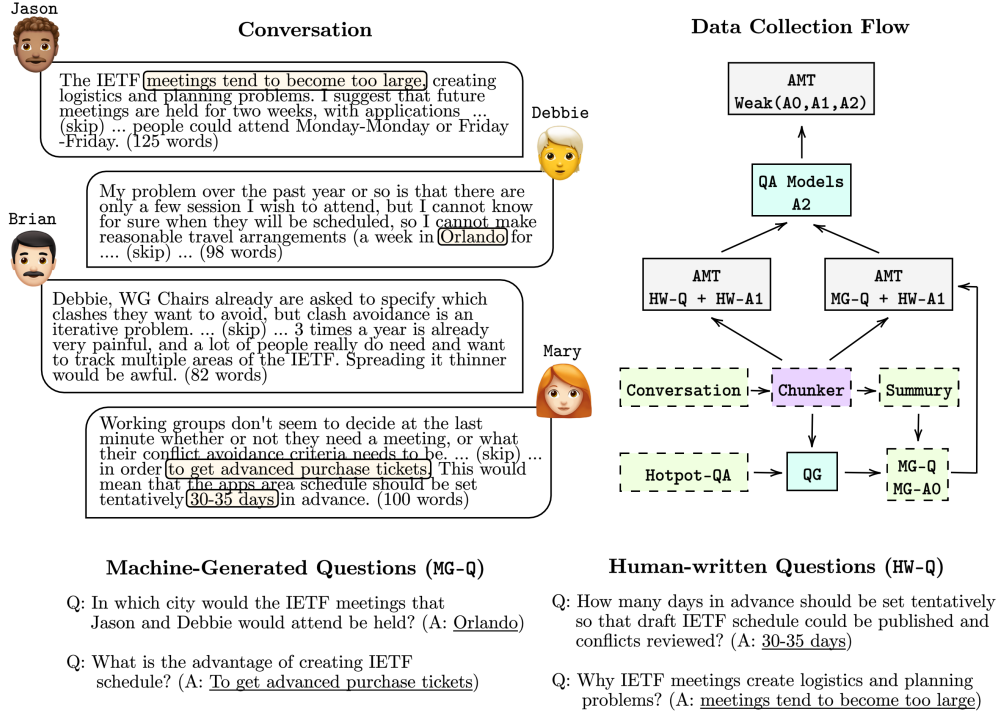 Jason
Conversation
The IETF meetings tend to become too large, creating
logistics and planning problems. I suggest that future
meetings are held for two weeks, with applications ...
(skip) ... people could attend Monday-Monday or Friday
-Friday. (125 words)
Debbie
My problem over the past year or so is that there are
only a few session I wish to attend, but I cannot know
for sure when they will be scheduled, so I cannot make
reasonable travel arrangements (a week in Orlando for
.... (skip) ... (98 words)
Brian
Debbie, WG Chairs already are asked to specify which
clashes they want to avoid, but clash avoidance is an
iterative problem. ... (skip) ... 3 times a year is already
very painful, and a lot of people really do need and want
to track multiple areas of the IETF. Spreading it thinner
would be awful. (82 words)
Mary
Working groups don't seem to decide at the last
minute whether or not they need a meeting, or what
their conflict avoidance criteria needs to be. ... (skip) ...
in order to get advanced purchase tickets. This would
mean that the apps area schedule should be set
tentatively 30-35 days in advance. (100 words)
Data Collection Flow
AMT
Weak(A0,A1,A2)
QA Models
A2
AMT
HW-Q + HW-A1
AMT
MG-Q + HW-A1
Conversation
Chunker
Summury
Hotpot-QA
QG
MG-Q
MG-A0
Machine-Generated Questions (MG-Q)
Q: In which city would the IETF meetings that
Jason and Debbie would attend be held? (A: Orlando)
Q: What is the advantage of creating IETF
schedule? (A: To get advanced purchase tickets)
Human-written Questions (HW-Q)
Q: How many days in advance should be set tentatively
so that draft IETF schedule could be published and
conflicts reviewed? (A: 30-35 days)
Q: Why IETF meetings create logistics and planning
problems? (A: meetings tend to become too large)